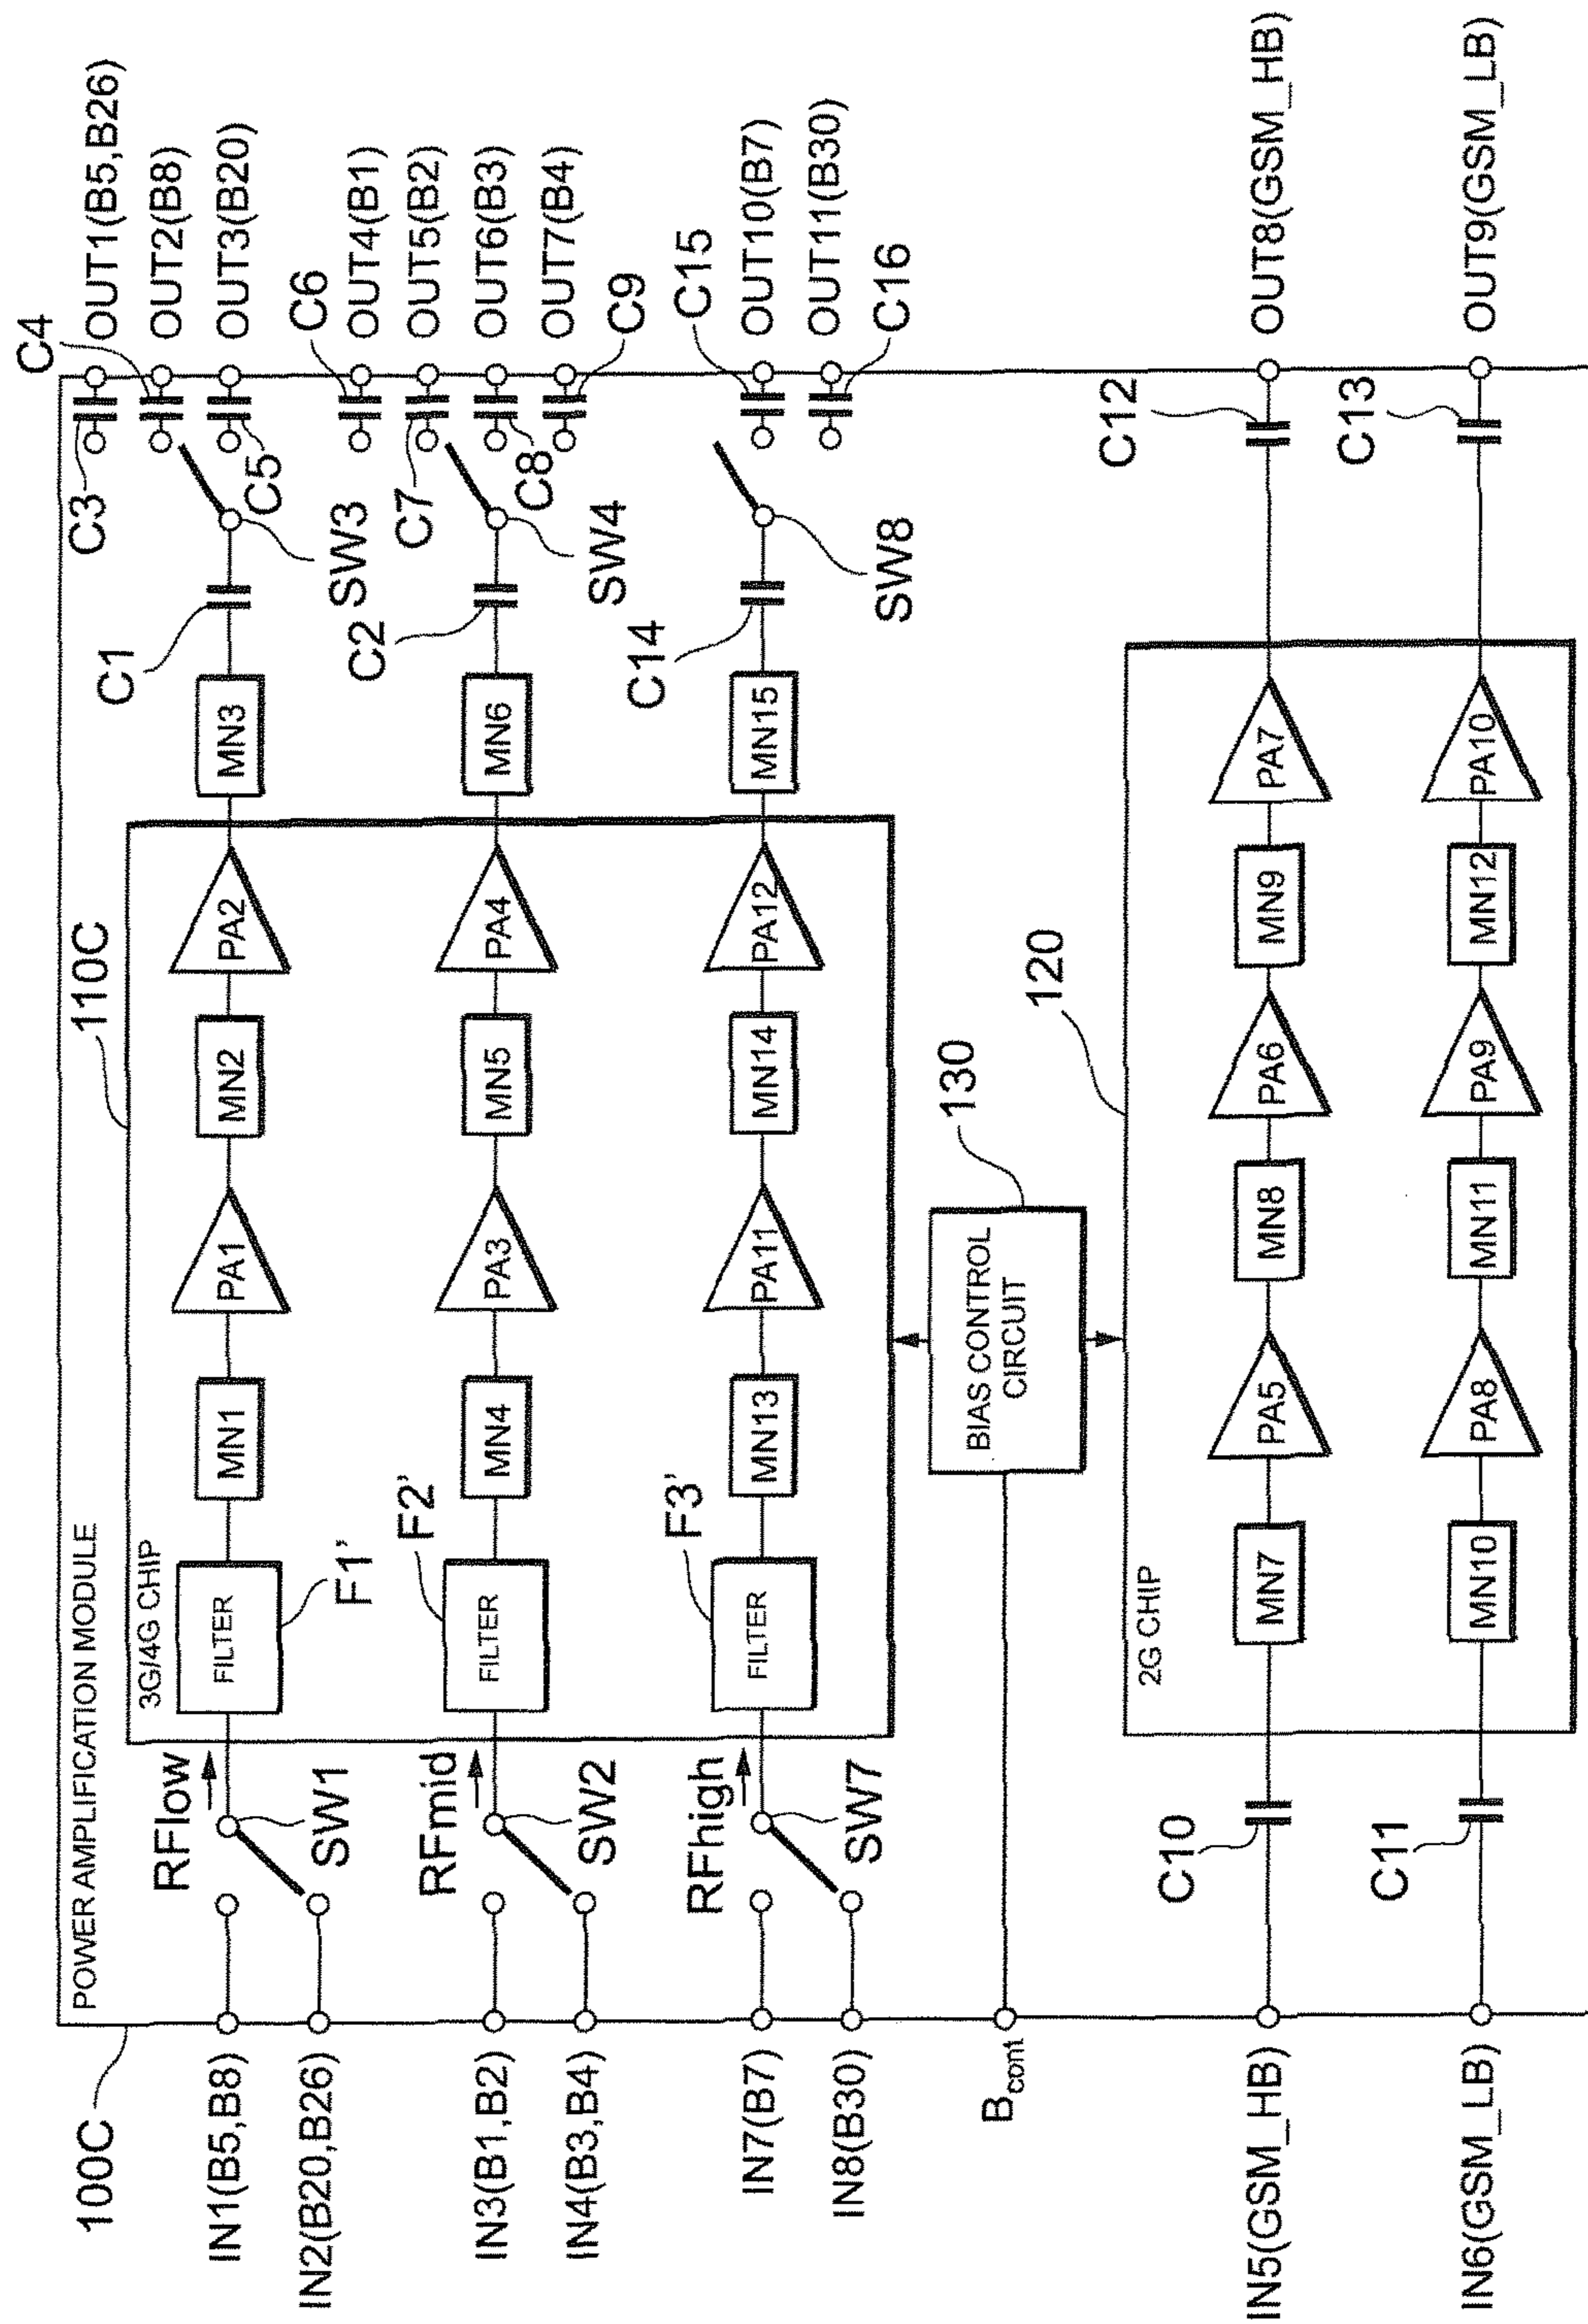 100C
POWER AMPLIFICATION MODULE
IN1(B5,B8)
IN2(B20,B26)
RFlow
SW1
3G/4G CHIP
110C
FILTER
F1’
MN1
PA1
MN2
PA2
MN3
C1
SW3
C3
C4
C5
OUT1(B5,B26)
OUT2(B8)
OUT3(B20)
IN3(B1,B2)
IN4(B3,B4)
RFmid
SW2
FILTER
F2’
MN4
PA3
MN5
PA4
MN6
C2
SW4
C6
C7
C8
C9
OUT4(B1)
OUT5(B2)
OUT6(B3)
OUT7(B4)
IN7(B7)
IN8(B30)
RFhigh
SW7
FILTER
F3’
MN13
PA11
MN14
PA12
MN15
C14
SW8
C15
C16
OUT10(B7)
OUT11(B30)
Bcont
BIAS CONTROL
CIRCUIT
130
120
2G CHIP
IN5(GSM_HB)
C10
MN7
PA5
MN8
PA6
MN9
PA7
C12
OUT8(GSM_HB)
IN6(GSM_LB)
C11
MN10
PA8
MN11
PA9
MN12
PA10
C13
OUT9(GSM_LB)